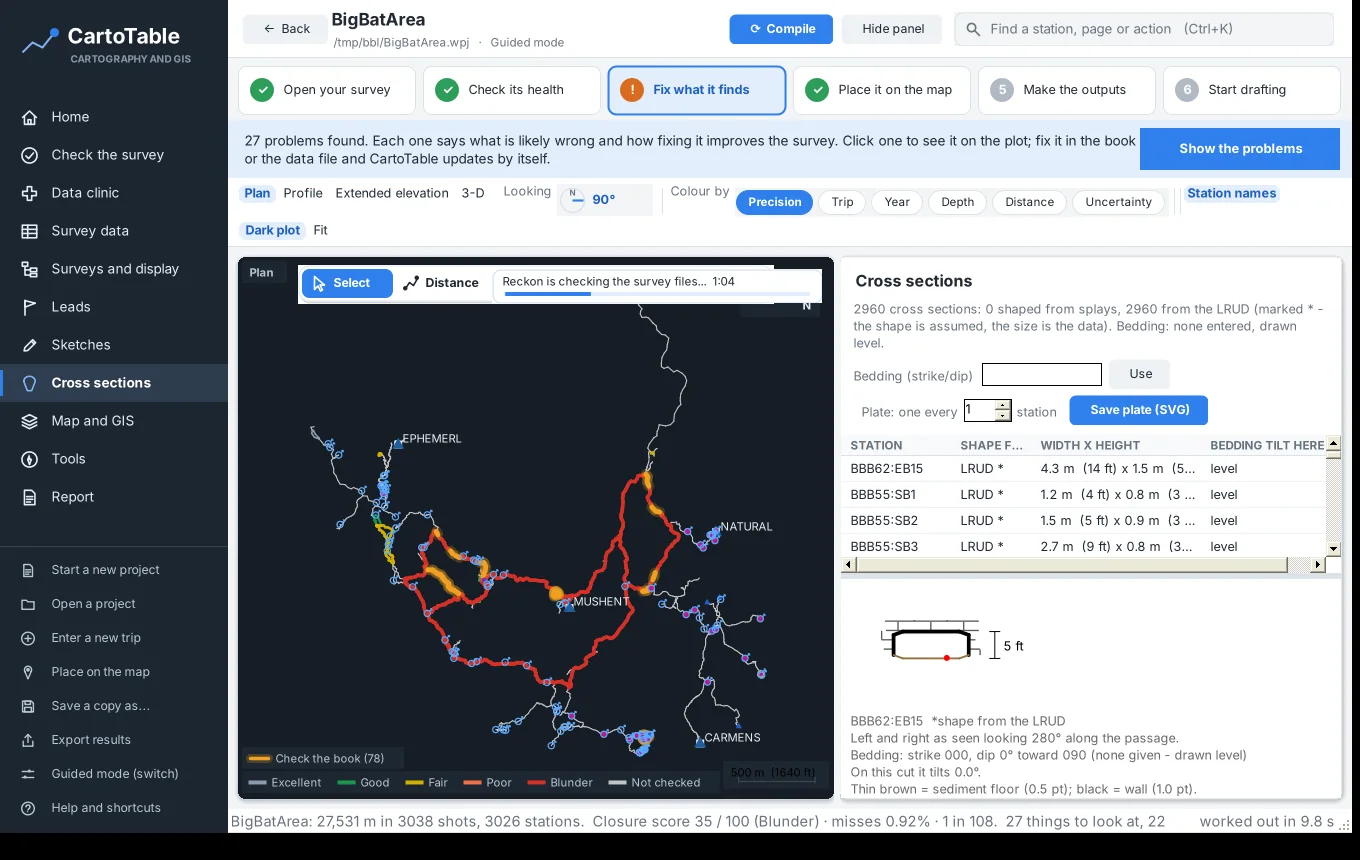 CartoTable
CARTOGRAPHY AND GIS
Home
Check the survey
Data clinic
Survey data
Surveys and display
Leads
Sketches
Cross sections
Map and GIS
Tools
Report
Start a new project
Open a project
Enter a new trip
Place on the map
Save a copy as...
Export results
Guided mode (switch)
Help and shortcuts
← Back
BigBatArea
/tmp/bbl/BigBatArea.wpj · Guided mode
⟳ Compile
Hide panel
Find a station, page or action (Ctrl+K)
Open your survey
Check its health
! Fix what it finds
Place it on the map
5 Make the outputs
6 Start drafting
27 problems found. Each one says what is likely wrong and how fixing it improves the survey. Click one to see it on the plot; fix it in the book
or the data file and CartoTable updates by itself.
Show the problems
Plan Profile Extended elevation 3-D Looking N 90° Colour by Precision Trip Year Depth Distance Uncertainty Station names
Dark plot Fit
Plan
Select
Distance
Reckon is checking the survey files... 1:04
N
EPHEMERL
NATURAL
MUSHENT
CARMENS
Check the book (78)
Excellent Good Fair Poor Blunder Not checked
500 m (1640 ft)
Cross sections
2960 cross sections: 0 shaped from splays, 2960 from the LRUD (marked * -
the shape is assumed, the size is the data). Bedding: none entered, drawn
level.
Bedding (strike/dip) Use
Plate: one every 1 station Save plate (SVG)
STATION SHAPE F... WIDTH X HEIGHT BEDDING TILT HERE
BBB62:EB15 LRUD * 4.3 m (14 ft) x 1.5 m (5... level
BBB55:SB1 LRUD * 1.2 m (4 ft) x 0.8 m (3 ... level
BBB55:SB2 LRUD * 1.5 m (5 ft) x 0.9 m (3 ... level
BBB55:SB3 LRUD * 2.7 m (9 ft) x 0.8 m (3... level
5 ft
BBB62:EB15 *shape from the LRUD
Left and right as seen looking 280° along the passage.
Bedding: strike 000, dip 0° toward 090 (none given - drawn level)
On this cut it tilts 0.0°.
Thin brown = sediment floor (0.5 pt); black = wall (1.0 pt).
BigBatArea: 27,531 m in 3038 shots, 3026 stations. Closure score 35 / 100 (Blunder) · misses 0.92% · 1 in 108. 27 things to look at, 22 worked out in 9.8 s